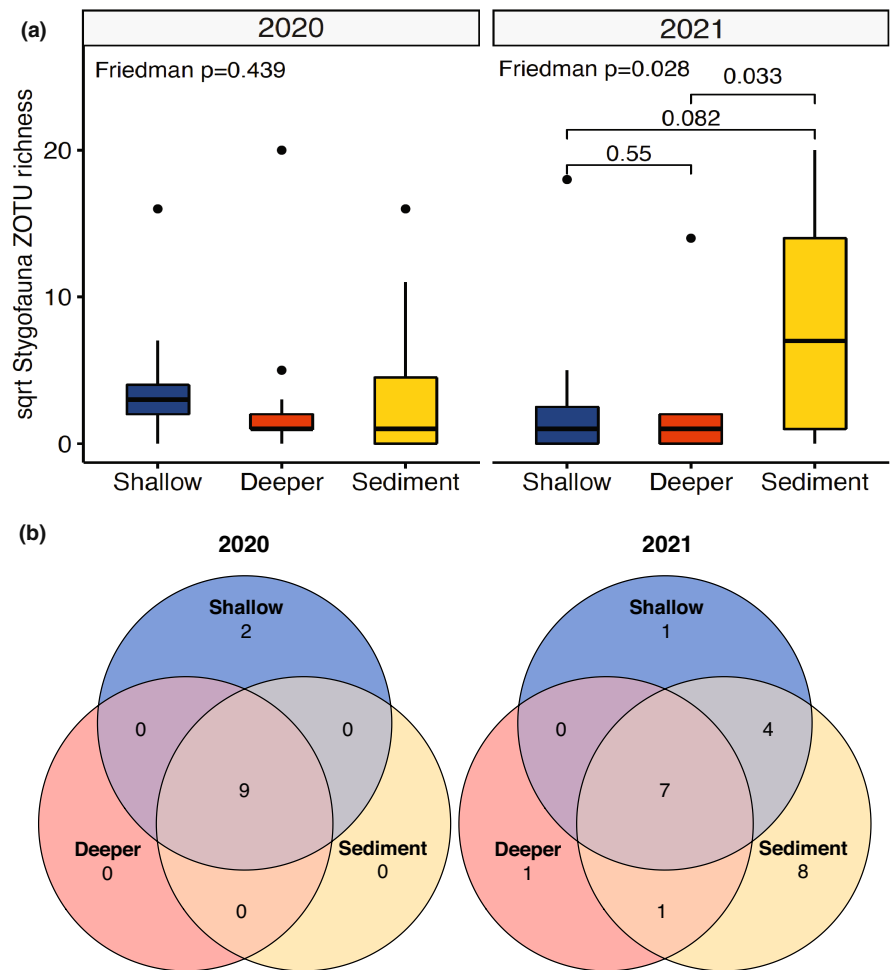 (a)
2020 2021
Friedman p=0.439 Friedman p=0.028
0.033
0.082
0.55
sqrt Stygofauna ZOTU richness
20
10
0
Shallow Deeper Sediment Shallow Deeper Sediment
(b)
2020 2021
Shallow Shallow
2 1
0 0 0 4
9 7
Deeper Sediment Deeper Sediment
0 0 1 8
0 1